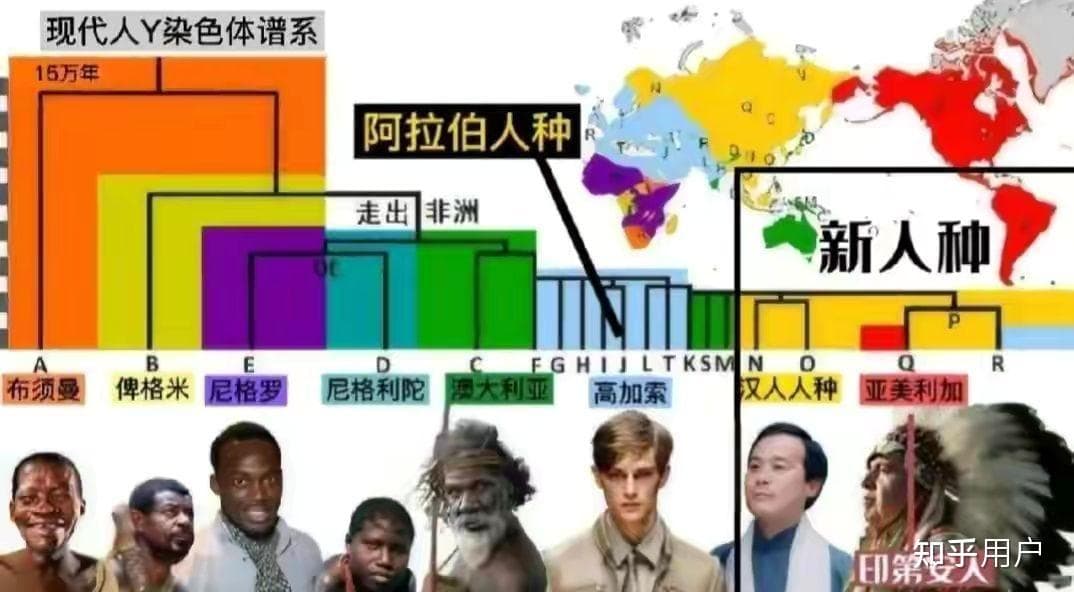 现代人Y染色体谱系
15万年
阿拉伯人种
走出 非洲
新人种
P
A B E D C F G H I J L T K S M N O Q R
布须曼 俾格米 尼格罗 尼格利陀 澳大利亚 高加索 汉人人种 亚美利加
印第安人
知乎用户